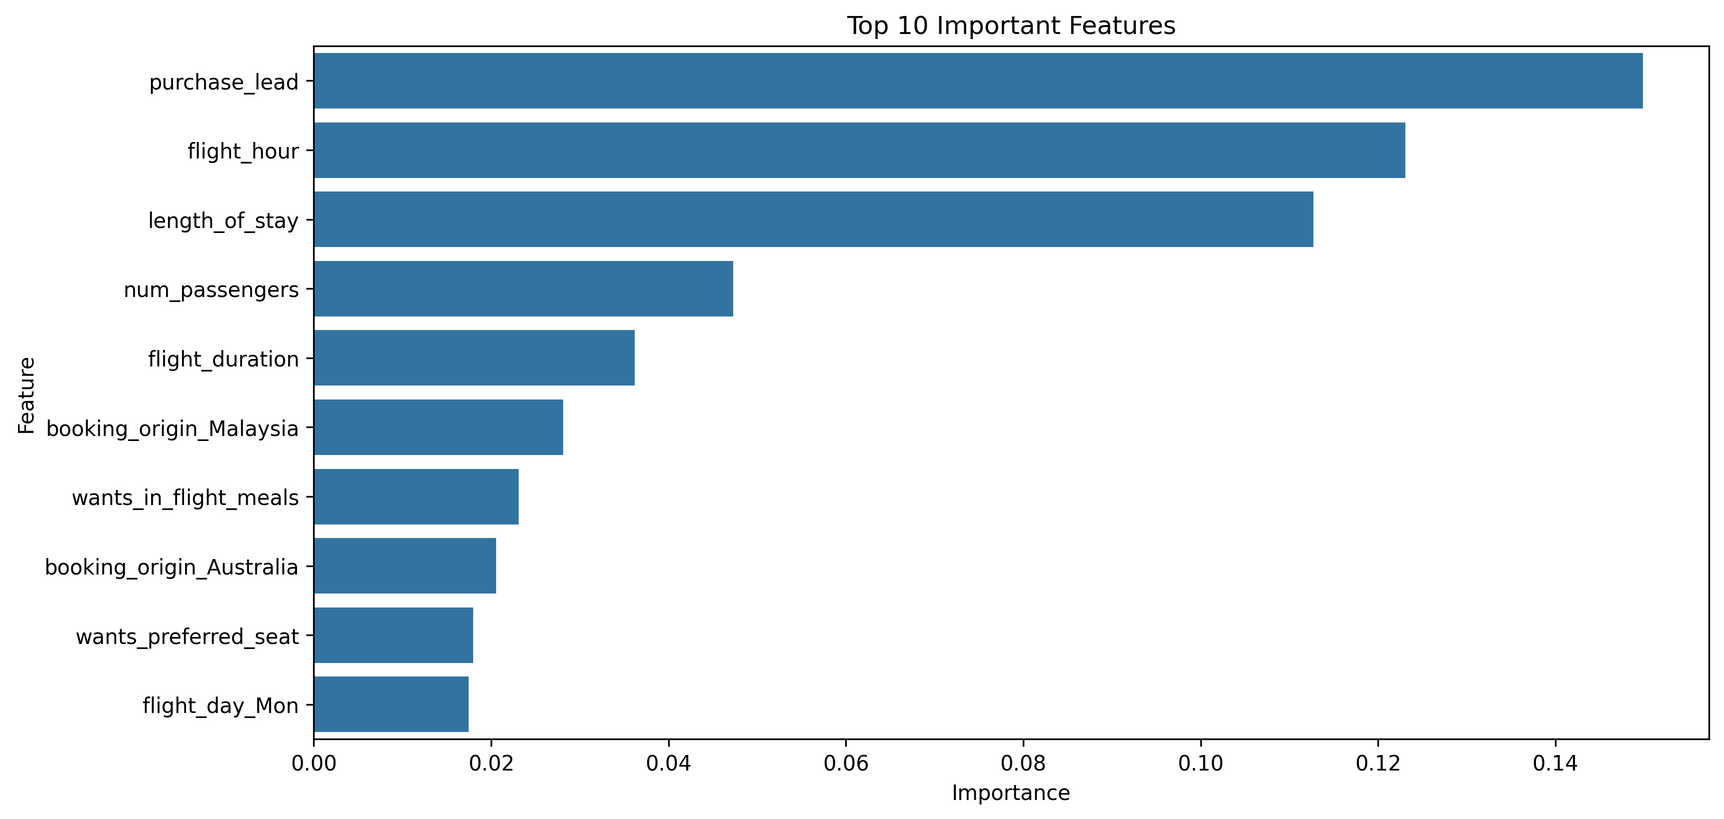 Top 10 Important Features
Feature
purchase_lead
flight_hour
length_of_stay
num_passengers
flight_duration
booking_origin_Malaysia
wants_in_flight_meals
booking_origin_Australia
wants_preferred_seat
flight_day_Mon
0.00 0.02 0.04 0.06 0.08 0.10 0.12 0.14
Importance